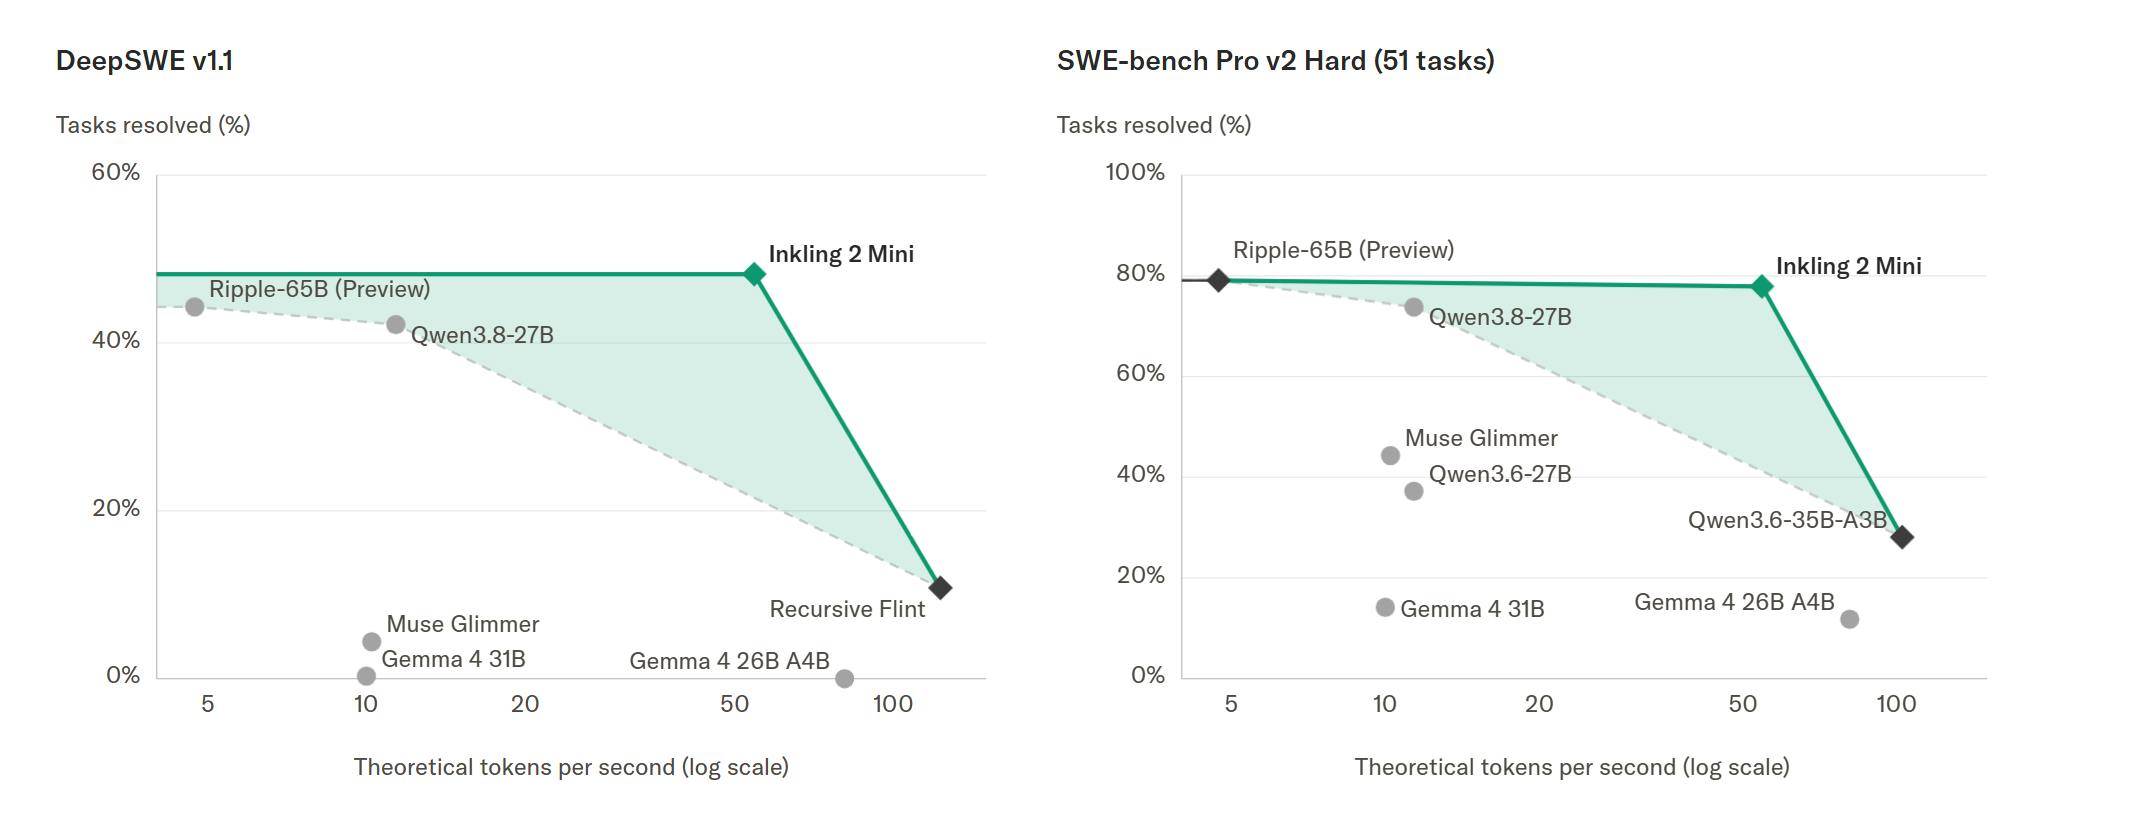 DeepSWE v1.1
Tasks resolved (%)
60%
40%
20%
0%
Inkling 2 Mini
Ripple-65B (Preview)
Qwen3.8-27B
Recursive Flint
Muse Glimmer
Gemma 4 31B
Gemma 4 26B A4B
5 10 20 50 100
Theoretical tokens per second (log scale)
SWE-bench Pro v2 Hard (51 tasks)
Tasks resolved (%)
100%
80%
60%
40%
20%
0%
Ripple-65B (Preview)
Inkling 2 Mini
Qwen3.8-27B
Muse Glimmer
Qwen3.6-27B
Qwen3.6-35B-A3B
Gemma 4 31B
Gemma 4 26B A4B
5 10 20 50 100
Theoretical tokens per second (log scale)